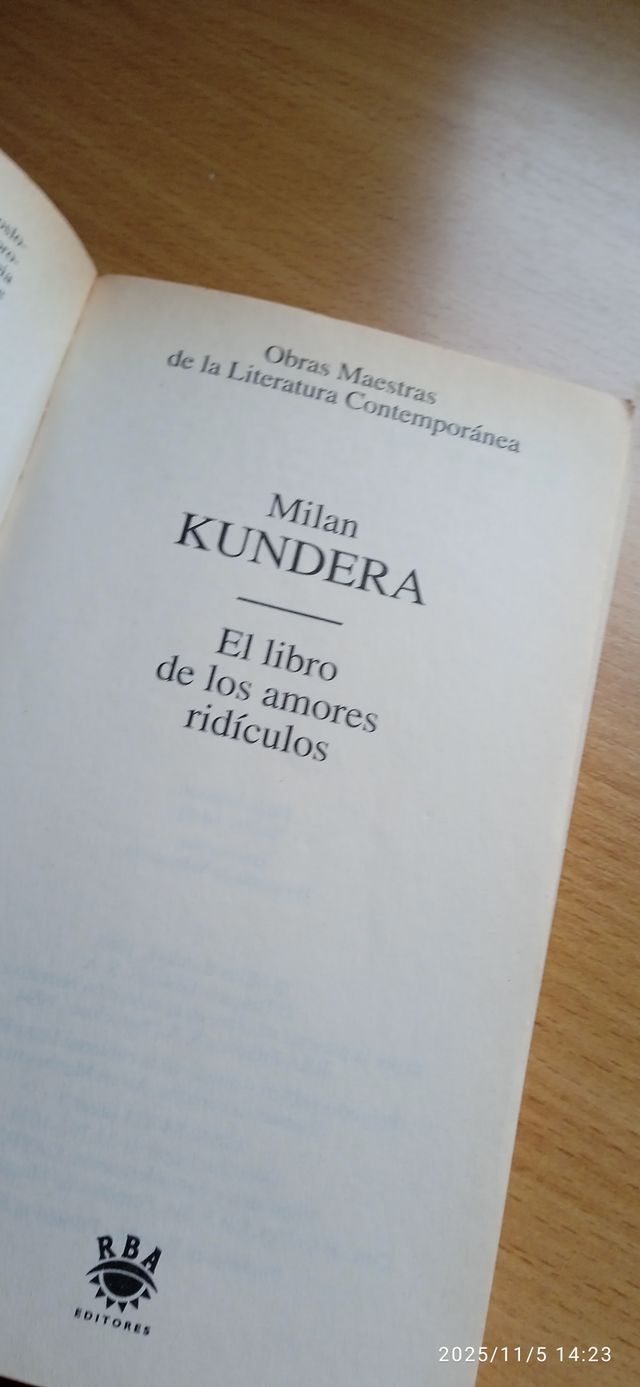 Obras Maestras
de la Literatura Contemporánea
Milan
KUNDERA
El libro
de los amores
ridículos
RBA
EDITORES
2025/11/5 14:23